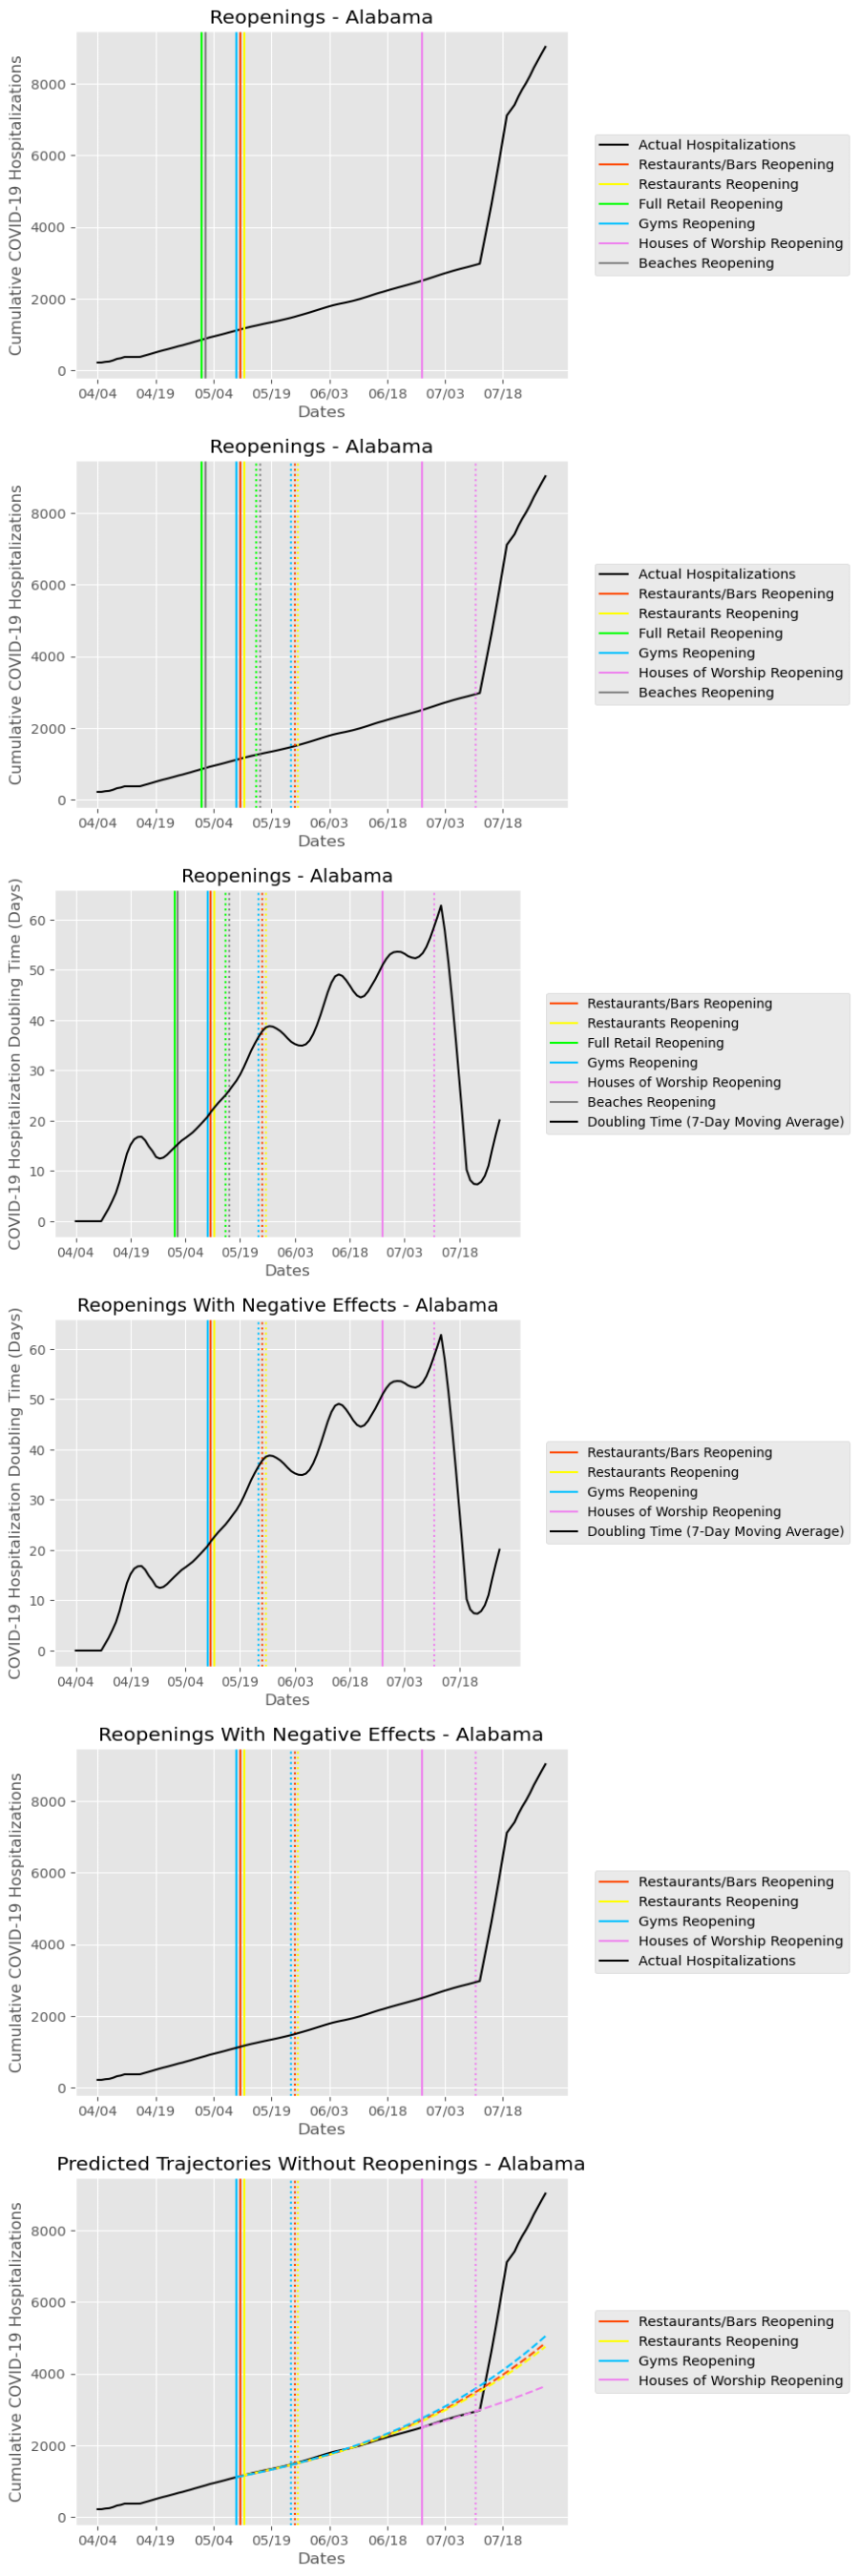 Reopenings - Alabama
Cumulative COVID-19 Hospitalizations
8000
6000
4000
2000
0
04/04 04/19 05/04 05/19 06/03 06/18 07/03 07/18
Dates
Actual Hospitalizations
Restaurants/Bars Reopening
Restaurants Reopening
Full Retail Reopening
Gyms Reopening
Houses of Worship Reopening
Beaches Reopening
Reopenings - Alabama
Cumulative COVID-19 Hospitalizations
8000
6000
4000
2000
0
04/04 04/19 05/04 05/19 06/03 06/18 07/03 07/18
Dates
Actual Hospitalizations
Restaurants/Bars Reopening
Restaurants Reopening
Full Retail Reopening
Gyms Reopening
Houses of Worship Reopening
Beaches Reopening
Reopenings - Alabama
COVID-19 Hospitalization Doubling Time (Days)
60
50
40
30
20
10
0
04/04 04/19 05/04 05/19 06/03 06/18 07/03 07/18
Dates
Restaurants/Bars Reopening
Restaurants Reopening
Full Retail Reopening
Gyms Reopening
Houses of Worship Reopening
Beaches Reopening
Doubling Time (7-Day Moving Average)
Reopenings With Negative Effects - Alabama
COVID-19 Hospitalization Doubling Time (Days)
60
50
40
30
20
10
0
04/04 04/19 05/04 05/19 06/03 06/18 07/03 07/18
Dates
Restaurants/Bars Reopening
Restaurants Reopening
Gyms Reopening
Houses of Worship Reopening
Doubling Time (7-Day Moving Average)
Reopenings With Negative Effects - Alabama
Cumulative COVID-19 Hospitalizations
8000
6000
4000
2000
0
04/04 04/19 05/04 05/19 06/03 06/18 07/03 07/18
Dates
Restaurants/Bars Reopening
Restaurants Reopening
Gyms Reopening
Houses of Worship Reopening
Actual Hospitalizations
Predicted Trajectories Without Reopenings - Alabama
Cumulative COVID-19 Hospitalizations
8000
6000
4000
2000
0
04/04 04/19 05/04 05/19 06/03 06/18 07/03 07/18
Dates
Restaurants/Bars Reopening
Restaurants Reopening
Gyms Reopening
Houses of Worship Reopening